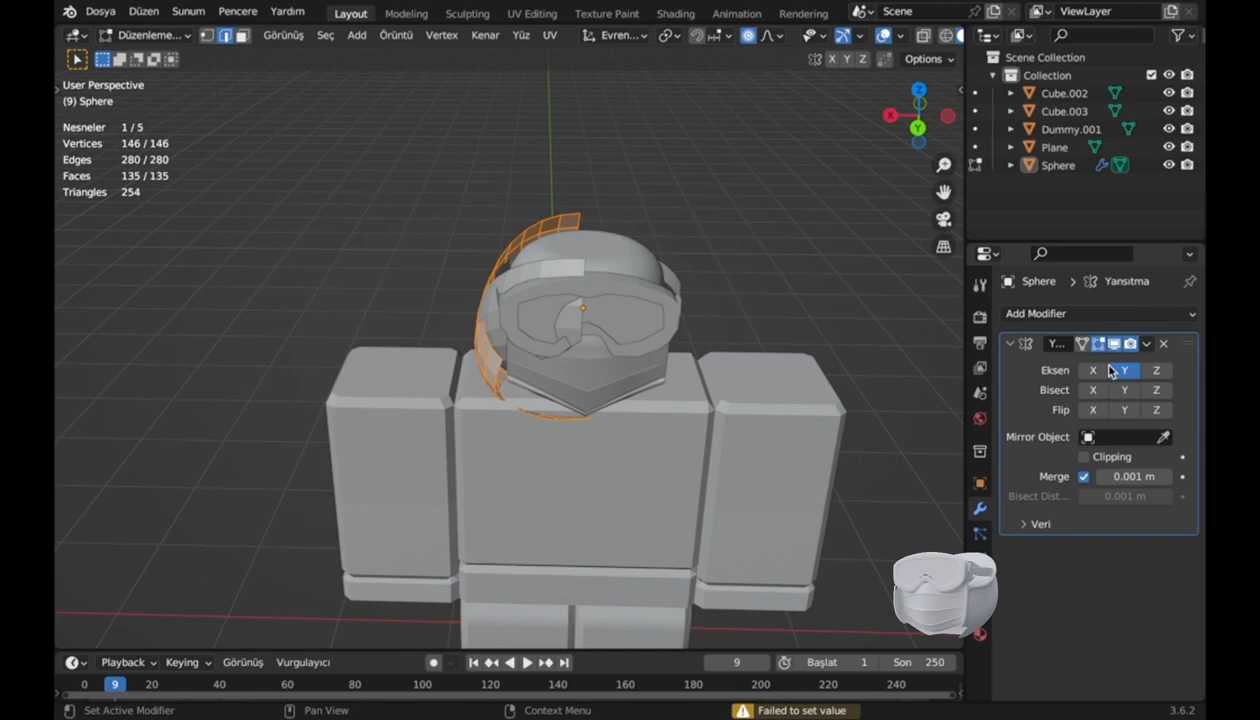 Dosya Düzen Sunum Pencere Yardım Layout Modeling Sculpting UV Editing Texture Paint Shading Animation Rendering Scene ViewLayer
Düzenleme... Görünüş Seç Add Örüntü Vertex Kenar Yüz UV Evren...
X Y Z Options
User Perspective
(9) Sphere
Nesneler 1 / 5
Vertices 146 / 146
Edges 280 / 280
Faces 135 / 135
Triangles 254
Z
X
Y
Scene Collection
Collection
Cube.002
Cube.003
Dummy.001
Plane
Sphere
Sphere > Yansıtma
Add Modifier
Y...
Eksen X Y Z
Bisect X Y Z
Flip X Y Z
Mirror Object
Clipping
Merge 0.001 m
Bisect Dist... 0.001 m
Veri
Playback Keying Görünüş Vurgulayıcı 9 Başlat 1 Son 250
0 9 20 40 60 80 100 120 140 160 180 200 220 240
Set Active Modifier Pan View Context Menu Failed to set value 3.6.2